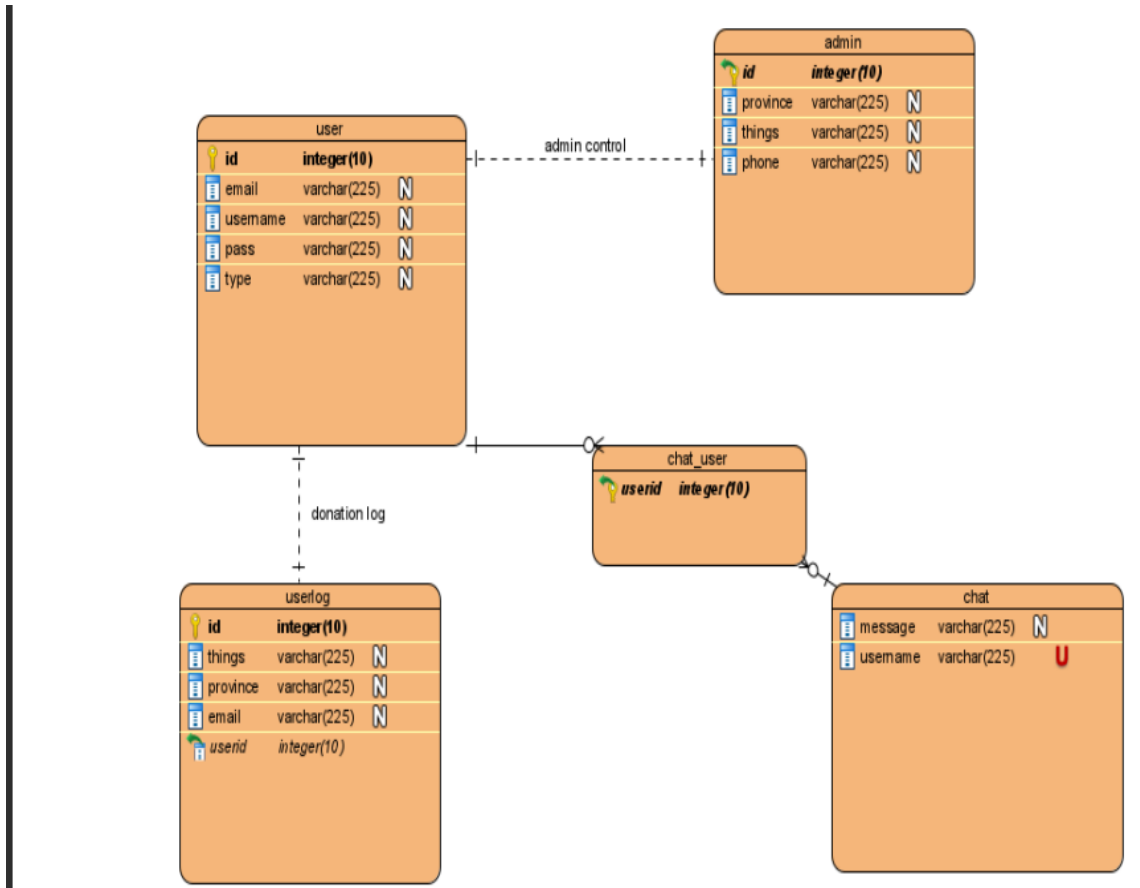 admin
id integer(10)
province varchar(225) N
things varchar(225) N
phone varchar(225) N
user
id integer(10)
email varchar(225) N
username varchar(225) N
pass varchar(225) N
type varchar(225) N
admin control
chat_user
userid integer(10)
donation log
userlog
id integer(10)
things varchar(225) N
province varchar(225) N
email varchar(225) N
userid integer(10)
chat
message varchar(225) N
username varchar(225) U